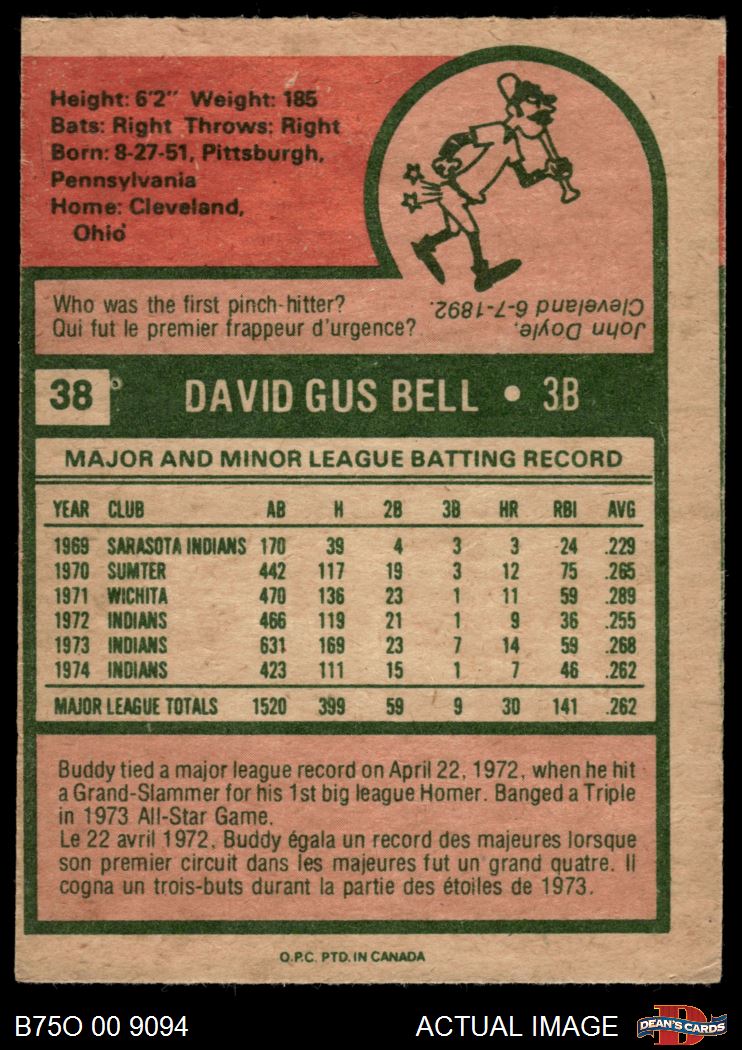 Height: 6'2" Weight: 185
Bats: Right Throws: Right
Born: 8-27-51, Pittsburgh,
Pennsylvania
Home: Cleveland,
Ohio
Who was the first pinch-hitter?
Qui fut le premier frappeur d'urgence?
John Doyle,
Cleveland 6-7-1892.
38 DAVID GUS BELL • 3B
MAJOR AND MINOR LEAGUE BATTING RECORD
YEAR CLUB AB H 2B 3B HR RBI AVG
1969 SARASOTA INDIANS 170 39 4 3 3 24 .229
1970 SUMTER 442 117 19 3 12 75 .265
1971 WICHITA 470 136 23 1 11 59 .289
1972 INDIANS 466 119 21 1 9 36 .255
1973 INDIANS 631 169 23 7 14 59 .268
1974 INDIANS 423 111 15 1 7 46 .262
MAJOR LEAGUE TOTALS 1520 399 59 9 30 141 .262
Buddy tied a major league record on April 22, 1972, when he hit
a Grand-Slammer for his 1st big league Homer. Banged a Triple
in 1973 All-Star Game.
Le 22 avril 1972, Buddy égala un record des majeures lorsque
son premier circuit dans les majeures fut un grand quatre. Il
cogna un trois-buts durant la partie des étoiles de 1973.
O.P.C. PTD. IN CANADA
B75O 00 9094 ACTUAL IMAGE DEAN'S CARDS